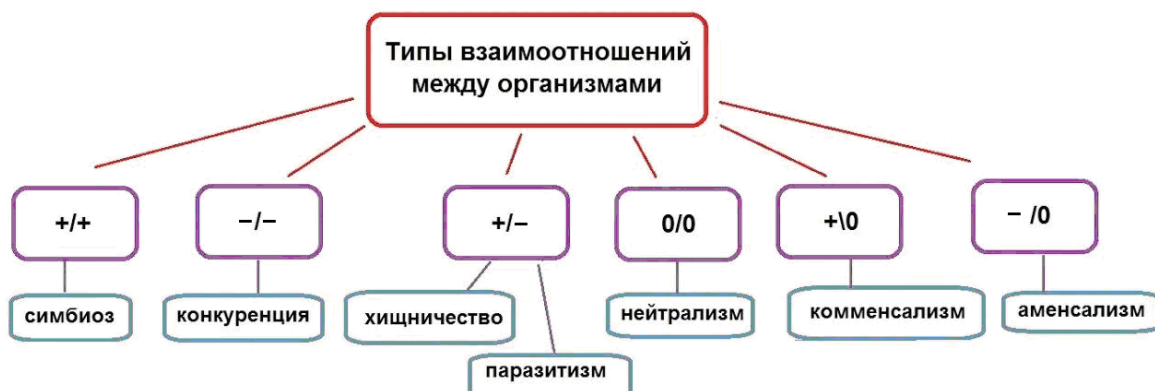 Типы взаимоотношений
между организмами
+/+
−/−
+/−
0/0
+\0
− /0
симбиоз
конкуренция
хищничество
нейтрализм
комменсализм
аменсализм
паразитизм